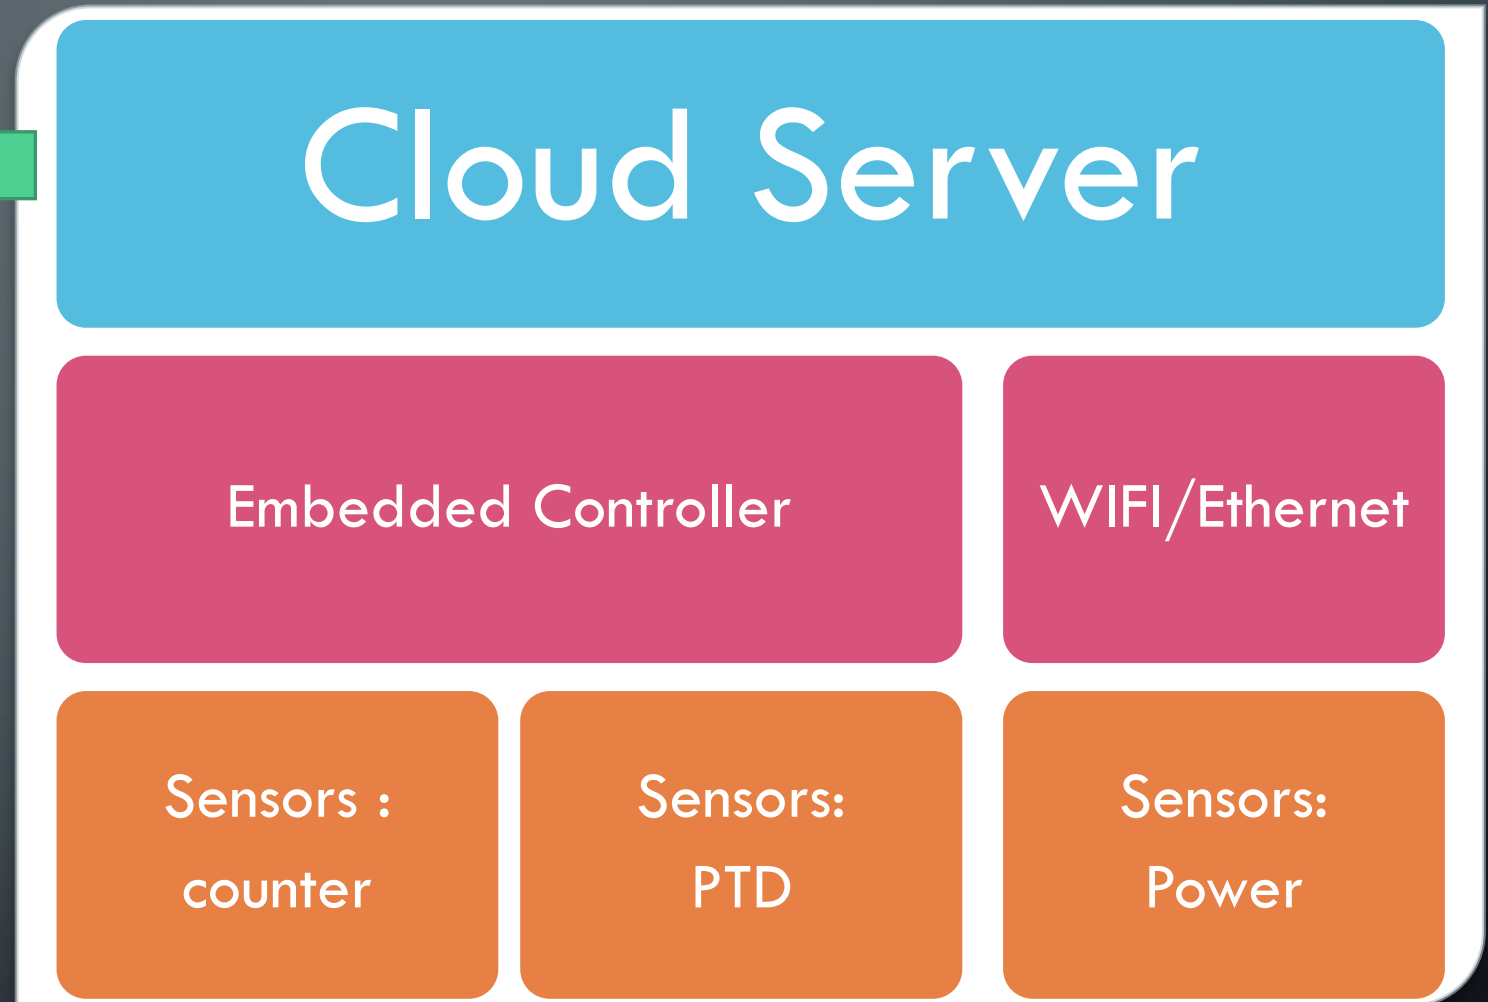 Cloud Server
Embedded Controller
WIFI/Ethernet
Sensors :
counter
Sensors:
PTD
Sensors:
Power